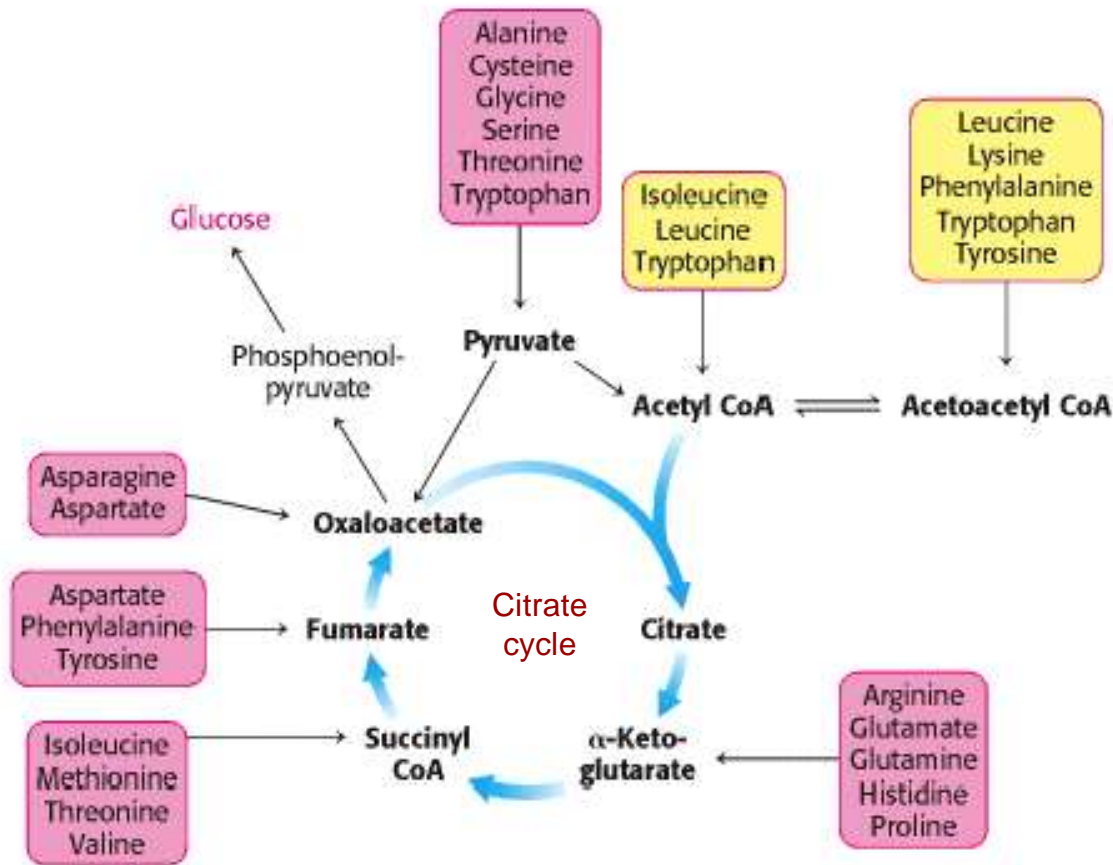 Alanine
Cysteine
Glycine
Serine
Threonine
Tryptophan
Isoleucine
Leucine
Tryptophan
Leucine
Lysine
Phenylalanine
Tryptophan
Tyrosine
Glucose
Phosphoenol-
pyruvate
Pyruvate
Acetyl CoA
Acetoacetyl CoA
Asparagine
Aspartate
Oxaloacetate
Aspartate
Phenylalanine
Tyrosine
Fumarate
Citrate
cycle
Citrate
Isoleucine
Methionine
Threonine
Valine
Succinyl
CoA
α-Keto-
glutarate
Arginine
Glutamate
Glutamine
Histidine
Proline